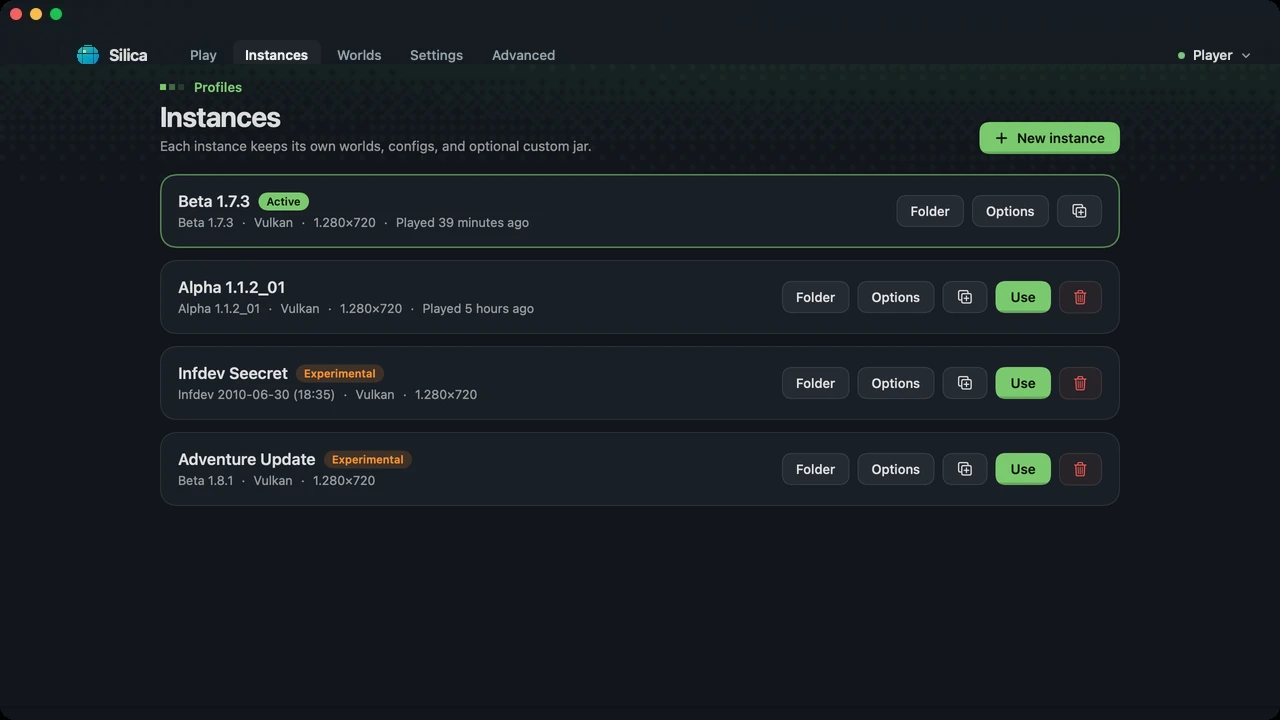 Silica Play Instances Worlds Settings Advanced Player
Profiles
Instances
Each instance keeps its own worlds, configs, and optional custom jar.
New instance
Beta 1.7.3 Active
Beta 1.7.3 · Vulkan · 1.280×720 · Played 39 minutes ago
Folder Options
Alpha 1.1.2_01
Alpha 1.1.2_01 · Vulkan · 1.280×720 · Played 5 hours ago
Folder Options Use
Infdev Seecret Experimental
Infdev 2010-06-30 (18:35) · Vulkan · 1.280×720
Folder Options Use
Adventure Update Experimental
Beta 1.8.1 · Vulkan · 1.280×720
Folder Options Use